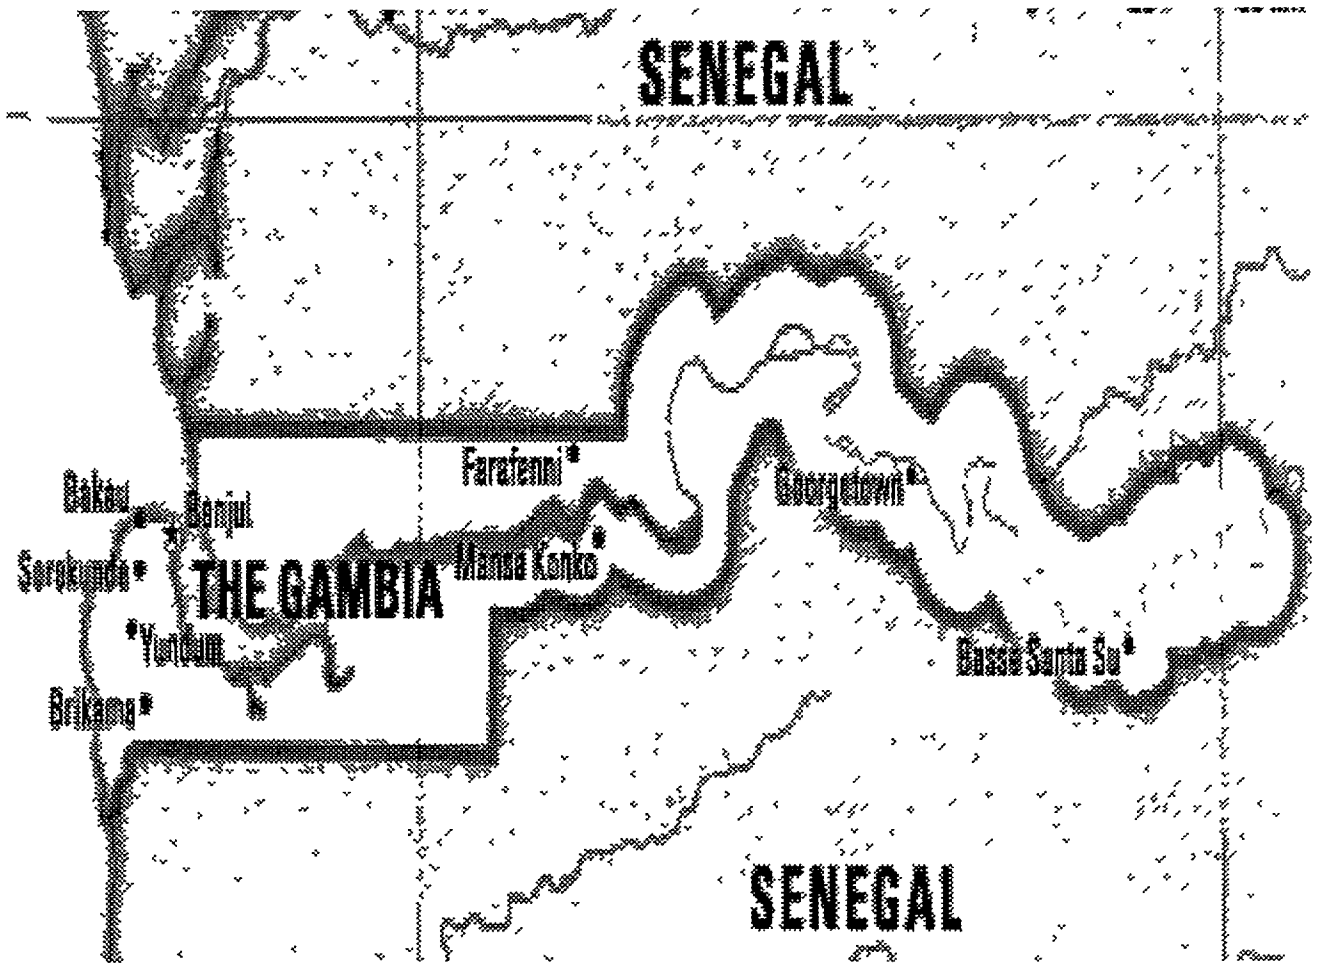 SENEGAL
Farafenni
Georgetown
Bakau
Banjul
Mansa Konko
Serekunda
THE GAMBIA
Yundum
Basse Santa Su
Brikama
SENEGAL